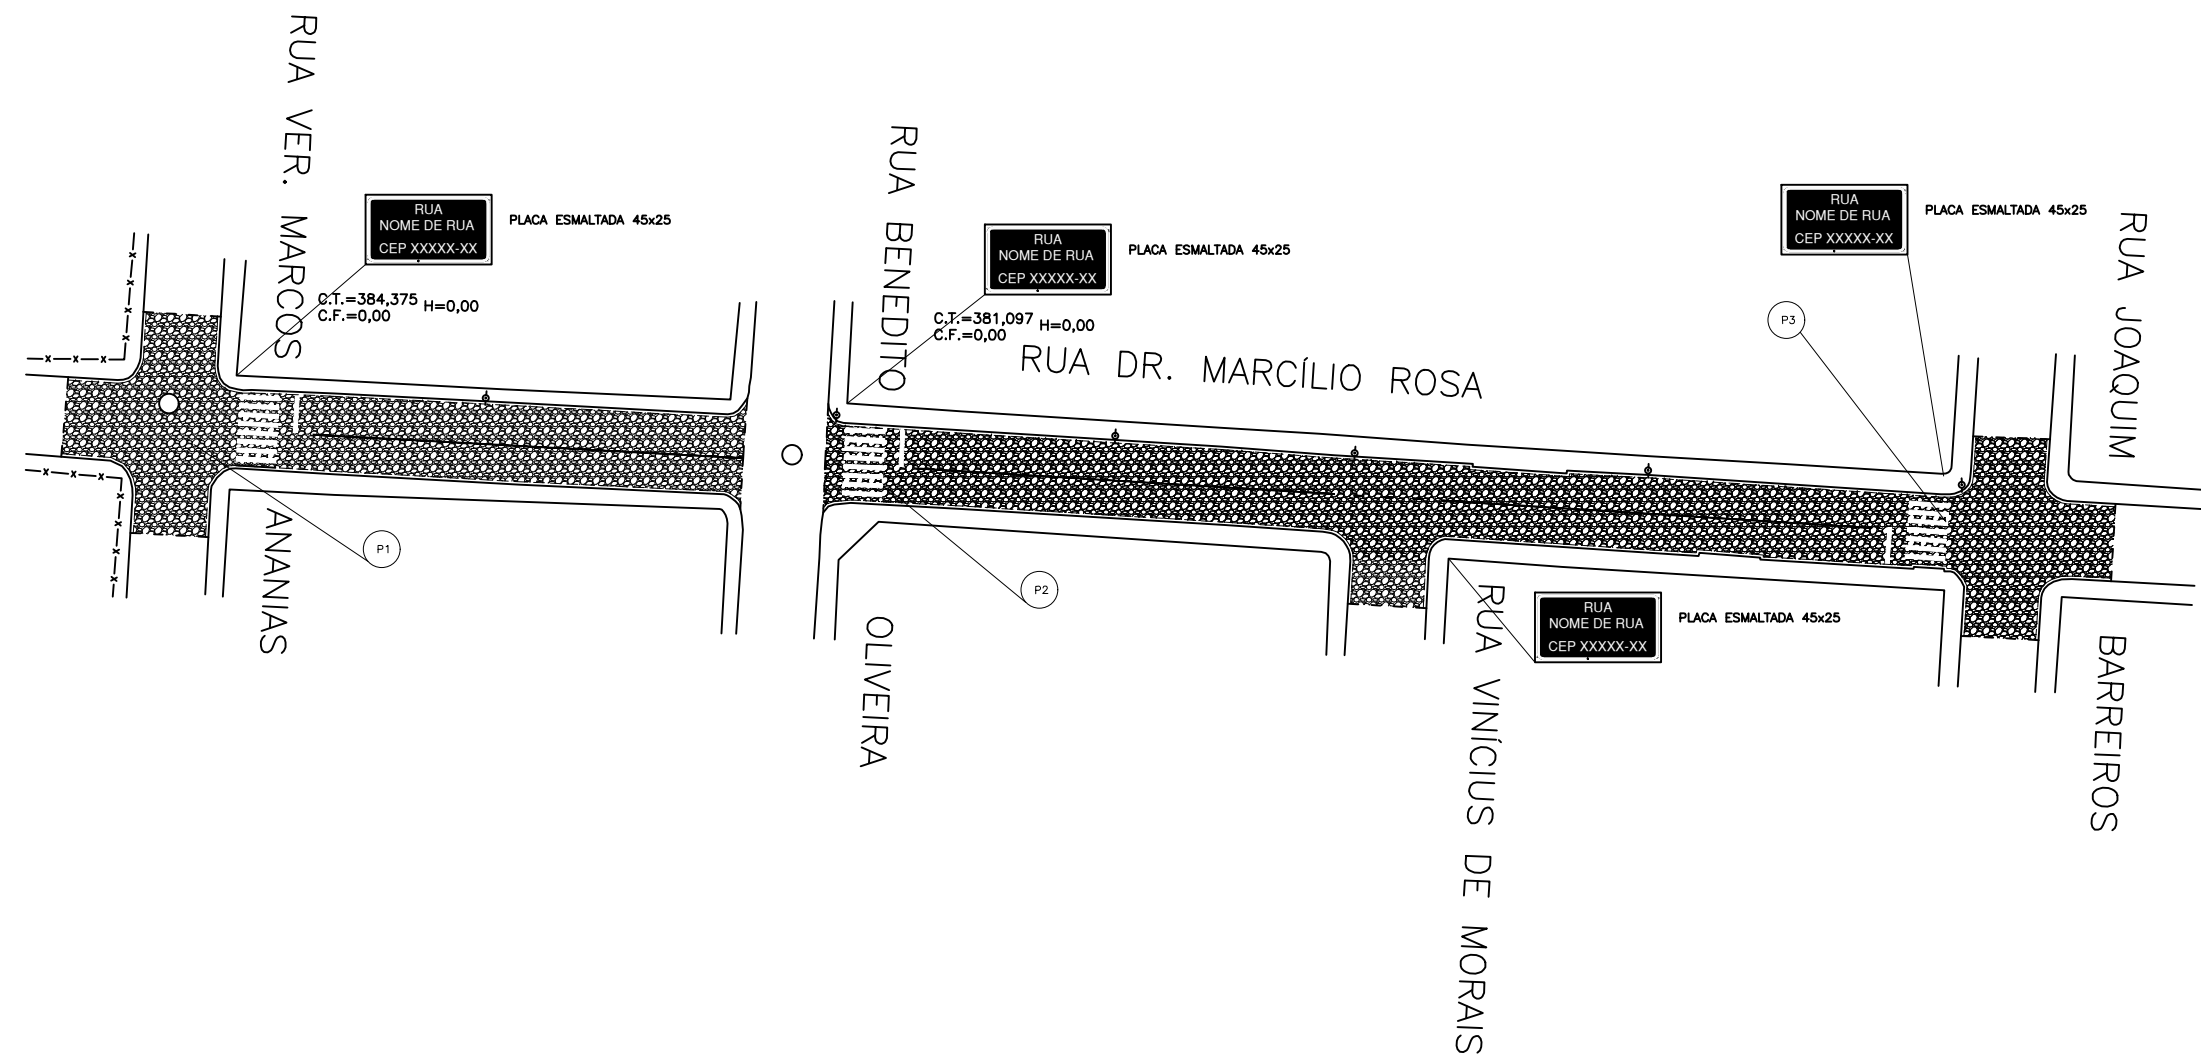 RUA VER. MARCOS
ANANIAS
RUA
NOME DE RUA
CEP XXXXX-XX
PLACA ESMALTADA 45x25
C.T.=384,375 H=0,00
C.F.=0,00
P1
RUA BENEDITO
OLIVEIRA
RUA
NOME DE RUA
CEP XXXXX-XX
PLACA ESMALTADA 45x25
C.T.=381,097 H=0,00
C.F.=0,00
RUA DR. MARCÍLIO ROSA
P2
RUA
NOME DE RUA
CEP XXXXX-XX
PLACA ESMALTADA 45x25
P3
RUA VINÍCIUS DE MORAIS
RUA
NOME DE RUA
CEP XXXXX-XX
PLACA ESMALTADA 45x25
RUA JOAQUIM
BARREIROS